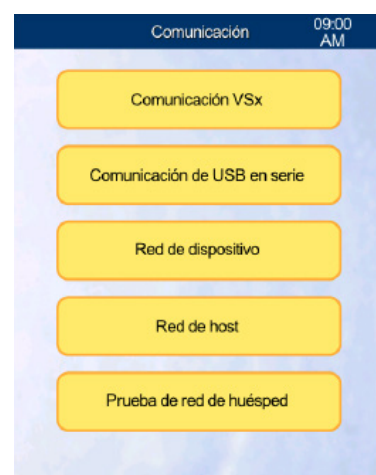 Comunicación
09:00
AM
Comunicación VSx
Comunicación de USB en serie
Red de dispositivo
Red de host
Prueba de red de huésped